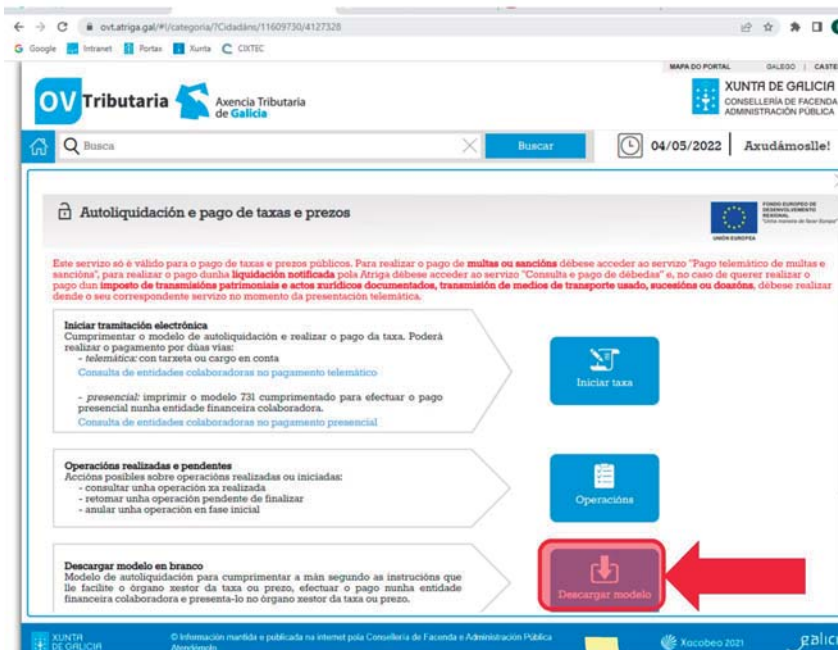 ovt.atriga.gal/#!/categoria/?Cidadáns/11609730/4127328
Google Intranet Portax Xunta CIXTEC
MAPA DO PORTAL GALEGO | CASTE
OV Tributaria Axencia Tributaria
de Galicia
XUNTA DE GALICIA
CONSELLERÍA DE FACENDA
ADMINISTRACIÓN PÚBLICA
Busca Buscar 04/05/2022 Axudámoslle!
Autoliquidación e pago de taxas e prezos
FONDO EUROPEO DE
DESENVOLVEMENTO
REXIONAL
"Unha maneira de facer Europa"
UNIÓN EUROPEA
Este servizo só é válido para o pago de taxas e prezos públicos. Para realizar o pago de multas ou sancións débese acceder ao servizo "Pago telemático de multas e
sancións", para realizar o pago dunha liquidación notificada pola Atriga débese acceder ao servizo "Consulta e pago de débedas" e, no caso de querer realizar o
pago dun imposto de transmisións patrimoniais e actos xurídicos documentados, transmisión de medios de transporte usado, sucesións ou doazóns, débese realizar
dende o seu correspondente servizo no momento da presentación telemática.
Iniciar tramitación electrónica
Cumprimentar o modelo de autoliquidación e realizar o pago da taxa. Poderá
realizar o pagamento por dúas vías:
- telemática: con tarxeta ou cargo en conta
Consulta de entidades colaboradoras no pagamento telemático
- presencial: imprimir o modelo 731 cumprimentado para efectuar o pago
presencial nunha entidade financeira colaboradora.
Consulta de entidades colaboradoras no pagamento presencial
Iniciar taxa
Operacións realizadas e pendentes
Accións posibles sobre operacións realizadas ou iniciadas:
- consultar unha operación xa realizada
- retomar unha operación pendente de finalizar
- anular unha operación en fase inicial
Operacións
Descargar modelo en branco
Modelo de autoliquidación para cumprimentar a mán segundo as instrucións que
lle facilite o órgano xestor da taxa ou prezo, efectuar o pago nunha entidade
financeira colaboradora e presenta-lo no órgano xestor da taxa ou prezo.
Descargar modelo
XUNTA
DE GALICIA
© Información mantida e publicada na internet pola Consellería de Facenda e Administración Pública
Atendémolo
Xacobeo 2021
galici